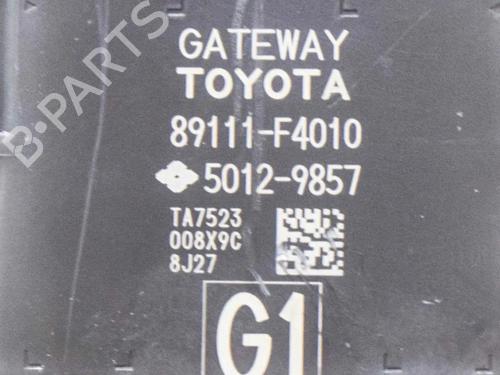 B-PARTS
GATEWAY
TOYOTA
89111-F4010
5012-9857
TA7523
008X9C
8J27
G1